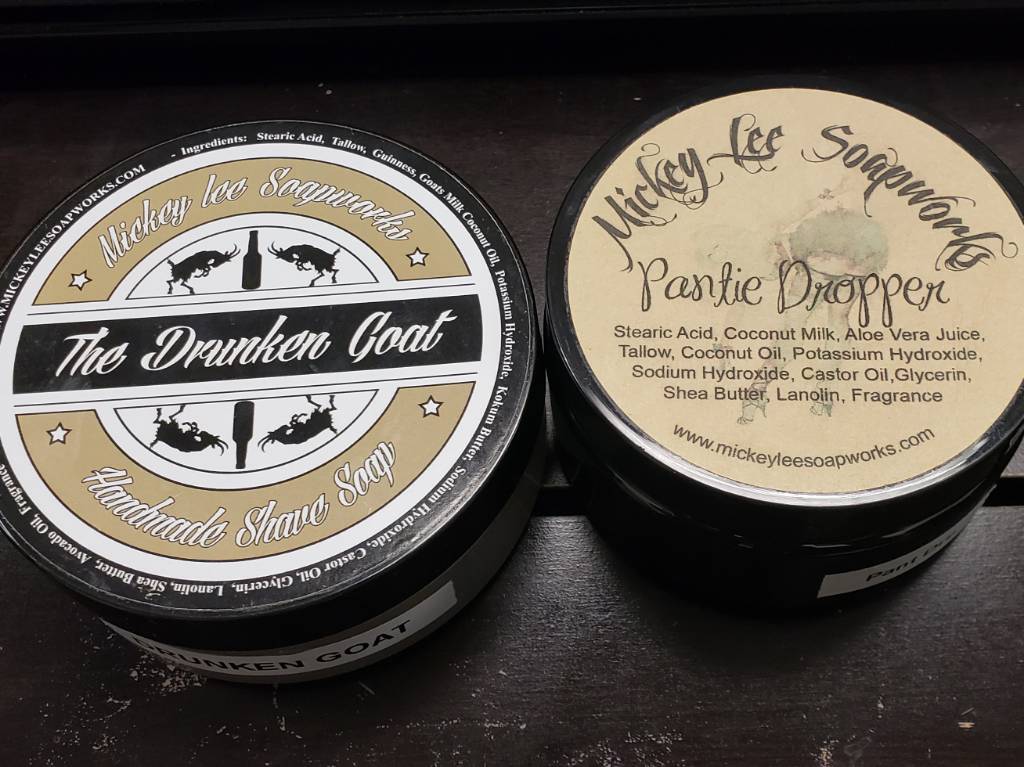 W.MICKEYLEESOAPWORKS.COM - Ingredients: Stearic Acid, Tallow, Guinness, Goats Milk Coconut Oil, Potassium Hydroxide, Kokum Butter, Sodium Hydroxide, Castor Oil, Glycerin, Lanolin, Shea Butter, Avocado Oil, Fragrance
Mickey lee Soapworks
The Drunken Goat
Handmade Shave Soap
DRUNKEN GOAT
Mickey Lee Soapworks
Pantie Dropper
Stearic Acid, Coconut Milk, Aloe Vera Juice,
Tallow, Coconut Oil, Potassium Hydroxide,
Sodium Hydroxide, Castor Oil,Glycerin,
Shea Butter, Lanolin, Fragrance
www.mickeyleesoapworks.com